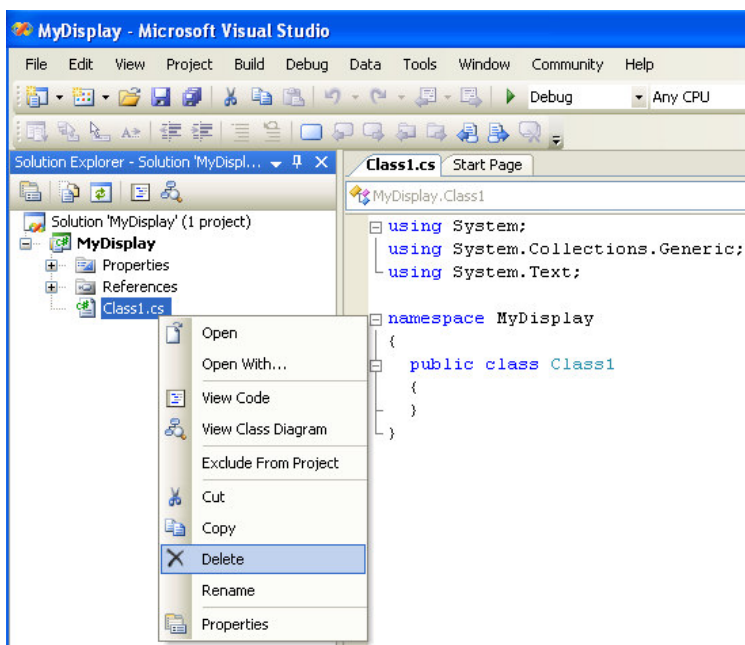 MyDisplay - Microsoft Visual Studio
File Edit View Project Build Debug Data Tools Window Community Help
Debug Any CPU
Solution Explorer - Solution 'MyDispl...
Class1.cs Start Page
MyDisplay.Class1
Solution 'MyDisplay' (1 project)
MyDisplay
Properties
References
Class1.cs
using System;
using System.Collections.Generic;
using System.Text;
namespace MyDisplay
{
public class Class1
{
}
}
Open
Open With...
View Code
View Class Diagram
Exclude From Project
Cut
Copy
Delete
Rename
Properties